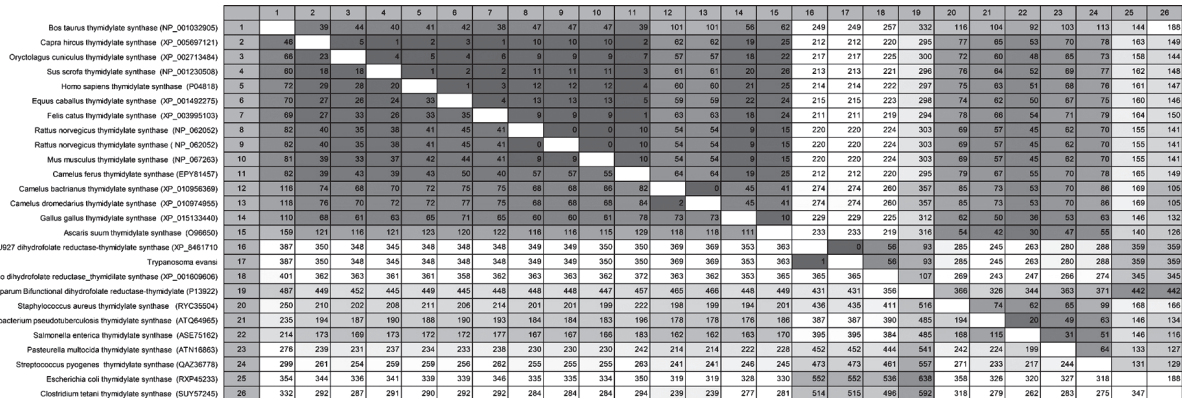 1 2 3 4 5 6 7 8 9 10 11 12 13 14 15 16 17 18 19 20 21 22 23 24 25 26
Bos taurus thymidylate synthase (NP_001032905) 1 39 44 40 41 42 38 47 47 47 39 101 101 56 62 249 249 257 332 116 104 92 103 113 144
Capra hircus thymidylate synthase (XP_005697121) 2 46 5 1 2 3 1 10 10 10 2 62 62 19 25 212 212 220 295 77 65 53 70 78 163 149
Oryctolagus cuniculus thymidylate synthase (XP_002713484) 3 66 23 4 5 6 9 9 9 7 57 57 18 22 217 217 225 300 72 60 48 65 73 158 144
Sus scrofa thymidylate synthase (NP_001230508) 4 60 18 18 1 2 2 11 11 11 3 61 61 20 26 213 213 221 296 76 64 52 69 77 162 148
Homo sapiens thymidylate synthase (P04818) 5 72 29 28 20 1 3 12 12 12 4 60 60 21 25 214 214 222 297 75 63 51 68 76 161 147
Equus caballus thymidylate synthase (XP_001492275) 6 70 27 26 24 33 4 13 13 13 5 59 59 22 24 215 215 223 298 74 62 50 67 75 160 146
Felis catus thymidylate synthase (XP_003995103) 7 69 27 33 26 33 35 9 9 9 1 63 63 18 24 211 211 219 294 78 66 54 71 79 164 150
Rattus norvegicus thymidylate synthase (NP_062052) 8 82 40 35 38 41 45 41 0 0 10 54 54 9 15 220 220 224 303 69 57 45 62 70 155 141
Rattus norvegicus thymidylate synthase ( NP_062052) 9 82 40 35 38 41 45 41 0 0 10 54 54 9 15 220 220 224 303 69 57 45 62 70 155 141
Mus musculus thymidylate synthase (NP_067263) 10 81 39 33 37 42 44 41 9 9 10 54 54 9 15 220 220 224 303 69 57 45 62 70 155 141
Camelus ferus thymidylate synthase (EPY81457) 11 82 39 43 39 43 50 40 57 57 55 64 64 19 25 212 212 220 295 79 67 55 70 78 165 149
Camelus bactrianus thymidylate synthase (XP_010956369) 12 116 74 68 70 72 75 75 68 68 66 82 0 45 41 274 274 260 357 85 73 53 70 86 169 105
Camelus dromedarius thymidylate synthase (XP_010974955) 13 118 76 70 72 72 77 75 68 68 68 84 2 45 41 274 274 260 357 85 73 53 70 86 169 105
Gallus gallus thymidylate synthase (XP_015133440) 14 110 68 61 63 65 71 65 60 60 61 78 73 73 10 229 229 225 312 62 50 36 53 63 146 132
Ascaris suum thymidylate synthase (O96650) 15 159 121 116 121 123 120 122 116 116 115 129 113 118 111 233 233 219 316 54 42 30 47 55 140 126
J927 dihydrofolate reductase-thymidylate synthase (XP_8461710 16 387 350 348 345 348 348 349 349 350 350 369 369 353 363 0 56 93 285 245 263 280 288 359 359
Trypanosoma evansi 17 387 350 348 345 348 348 348 349 349 350 350 369 369 353 363 1 56 93 285 245 263 280 288 359 359
o dihydrofolate reductase_thymidilate synthase (XP_001609606) 18 401 362 363 361 361 358 362 363 363 362 372 363 362 353 365 365 365 107 269 243 247 266 274 345 345
parum Bifunctional dihydrofolate reductase-thymidylate (P13922) 19 487 449 452 445 449 448 448 448 448 447 457 465 466 448 449 431 431 356 366 326 344 363 371 442 442
Staphylococcus aureus thymidylate synthase (RYC35504) 20 250 210 202 208 211 206 214 201 201 199 222 198 199 194 201 436 435 411 516 74 62 65 99 168 166
bacterium pseudotuberculosis thymidylate synthase (ATQ64965) 21 235 194 187 190 188 190 193 184 184 183 196 178 178 176 186 387 387 390 485 194 20 49 63 146 134
Salmonella enterica thymidylate synthase (ASE75162) 22 214 173 169 173 172 172 177 167 167 166 183 162 162 163 170 395 395 384 485 168 115 31 51 146 116
Pasteurella multocida thymidylate synthase (ATN16863) 23 276 239 231 237 234 233 238 230 230 230 242 214 214 222 228 452 452 444 541 242 224 199 64 133 127
Streptococcus pyogenes thymidylate synthase (QAZ36778) 24 299 261 254 259 259 256 262 255 255 255 263 241 241 246 245 473 473 461 557 271 233 217 244 131 129
Escherichia coli thymidylate synthase (RXP45233) 25 354 344 336 341 339 339 346 335 335 334 350 319 319 328 330 552 552 536 638 358 326 320 327 318 188
Clostridium tetani thymidylate synthase (SUY57245) 26 332 292 287 291 290 292 292 284 284 284 294 239 239 277 281 514 515 496 592 318 279 262 283 275 347